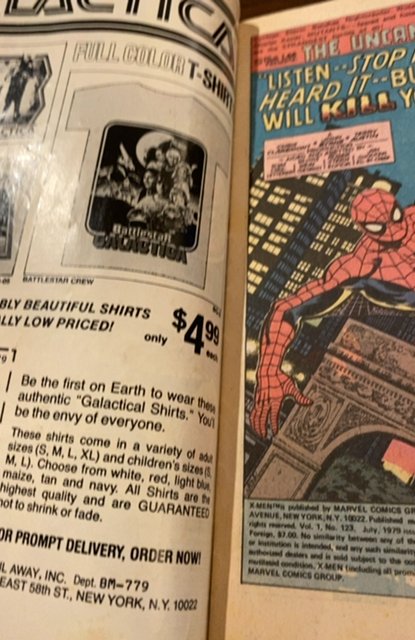 LACTICA
FULL COLOR T-SHIRT
Battlestar
GALACTICA
BATTLESTAR CREW
BLY BEAUTIFUL SHIRTS
LLY LOW PRICED!
only $4.99 each
Be the first on Earth to wear these
authentic "Galactical Shirts." You'll
be the envy of everyone.
These shirts come in a variety of adult
sizes (S, M, L, XL) and children's sizes (S,
M, L). Choose from white, red, light blue,
maize, tan and navy. All Shirts are the
highest quality and are GUARANTEED
not to shrink or fade.
OR PROMPT DELIVERY, ORDER NOW!
IL AWAY, INC. Dept. BM-779
EAST 58th ST., NEW YORK, N.Y. 10022
THE UNCAN
"LISTEN--STOP
HEARD IT--B
WILL KILL Y
X-MEN™ is published by MARVEL COMICS GR
AVENUE, NEW YORK, N.Y. 10022. Published
rights reserved. Vol. 1, No. 123, July, 1979
Foreign, $7.00. No similarity between any of the
or institution is intended, and any such similarity
authorized dealers and is sold subject to the con
mutilated condition. X-MEN (including all prom
MARVEL COMICS GROUP.